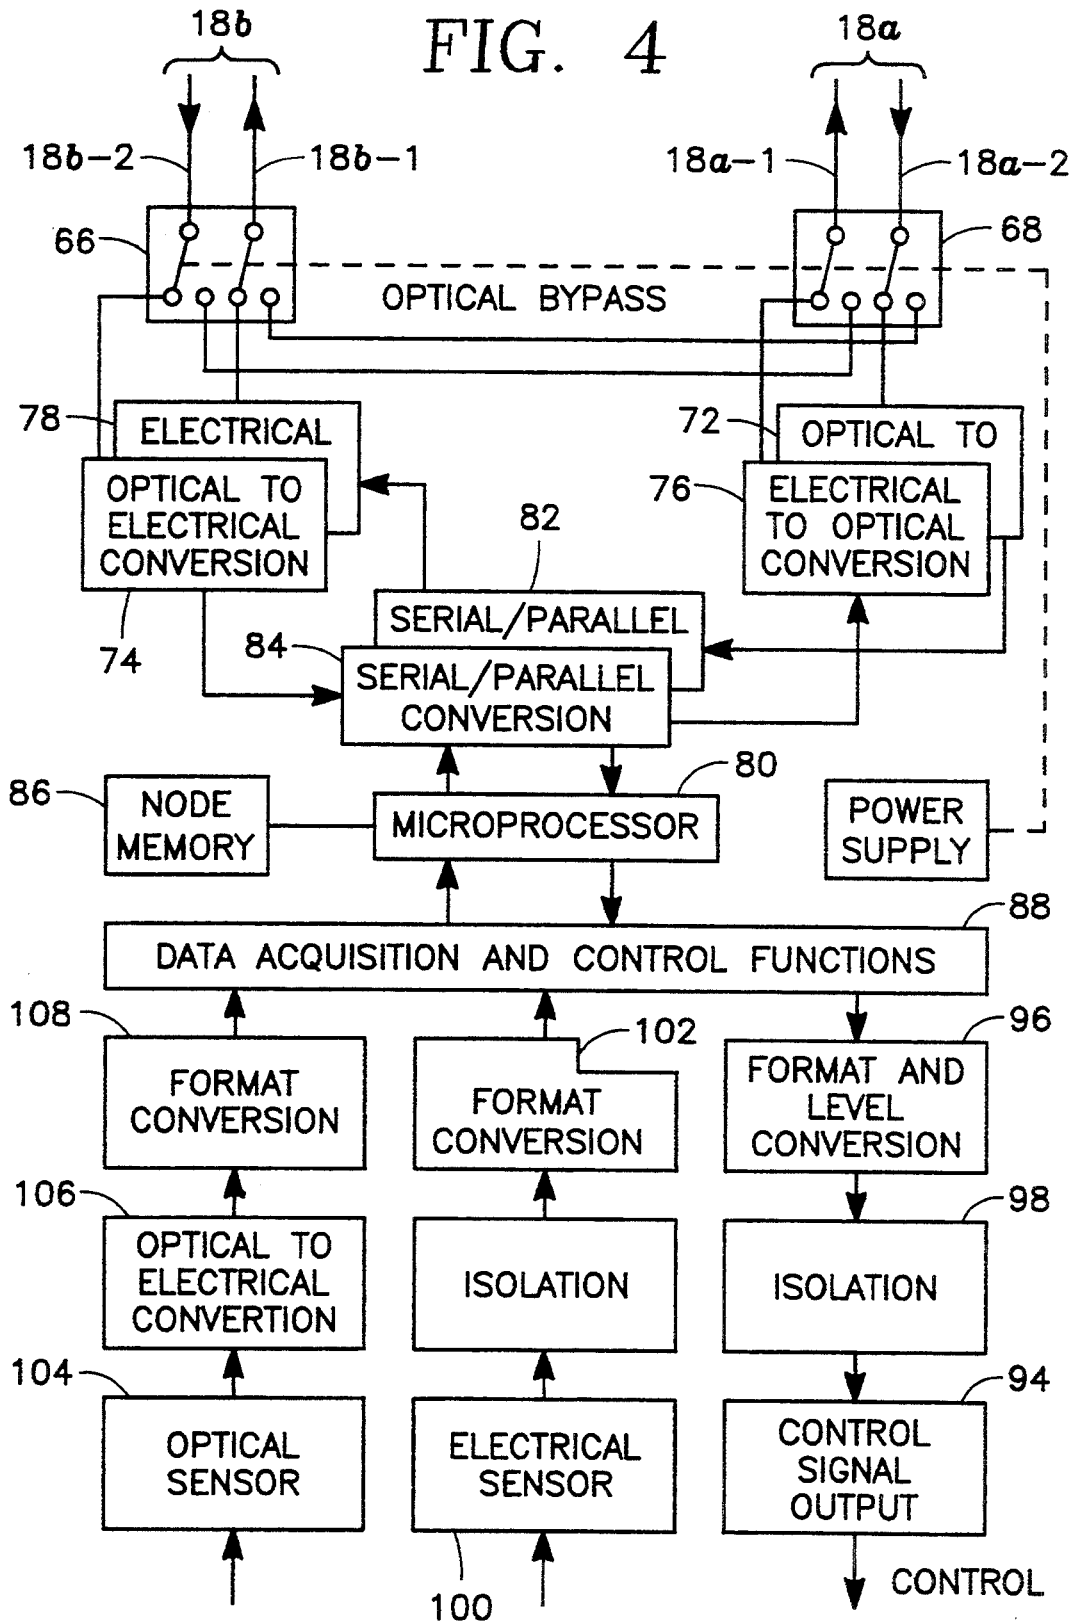 FIG. 4
18b
18a
18b-2
18b-1
18a-1
18a-2
66
68
OPTICAL BYPASS
78
ELECTRICAL
72
OPTICAL TO
OPTICAL TO
ELECTRICAL
CONVERSION
74
76
ELECTRICAL
TO OPTICAL
CONVERSION
82
SERIAL/PARALLEL
84
SERIAL/PARALLEL
CONVERSION
86
NODE
MEMORY
80
MICROPROCESSOR
POWER
SUPPLY
88
DATA ACQUISITION AND CONTROL FUNCTIONS
108
FORMAT
CONVERSION
102
FORMAT
CONVERSION
96
FORMAT AND
LEVEL
CONVERSION
106
OPTICAL TO
ELECTRICAL
CONVERTION
ISOLATION
98
ISOLATION
104
OPTICAL
SENSOR
ELECTRICAL
SENSOR
100
94
CONTROL
SIGNAL
OUTPUT
CONTROL